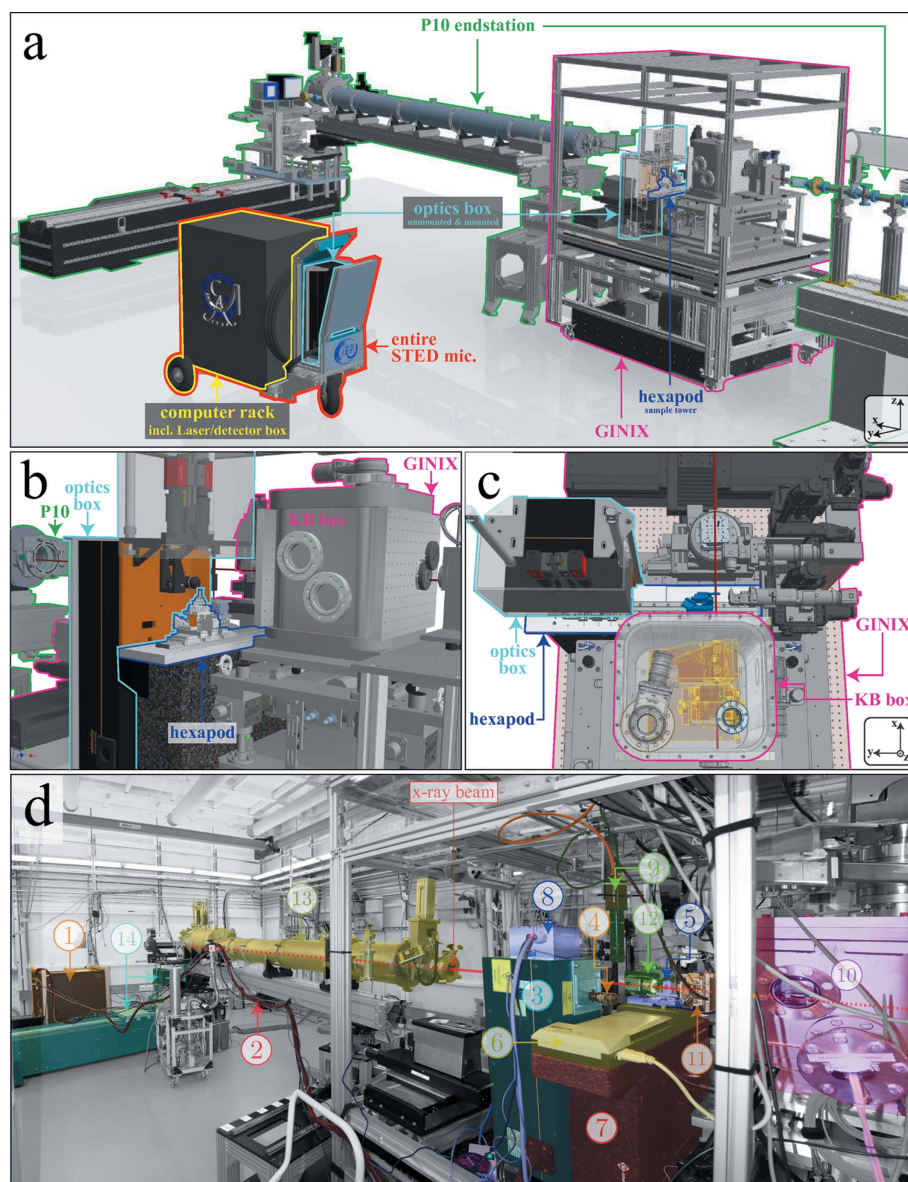 a
P10 endstation
optics box
unmounted & mounted
entire
STED mic.
computer rack
incl. Laser/detector box
hexapod
sample tower
GINIX
z
x
y
b
P10
optics
box
GINIX
KB box
hexapod
c
optics
box
hexapod
GINIX
KB box
x
y
z
d
x-ray beam
1
14
13
2
8
3
4
9
12
5
6
7
11
10